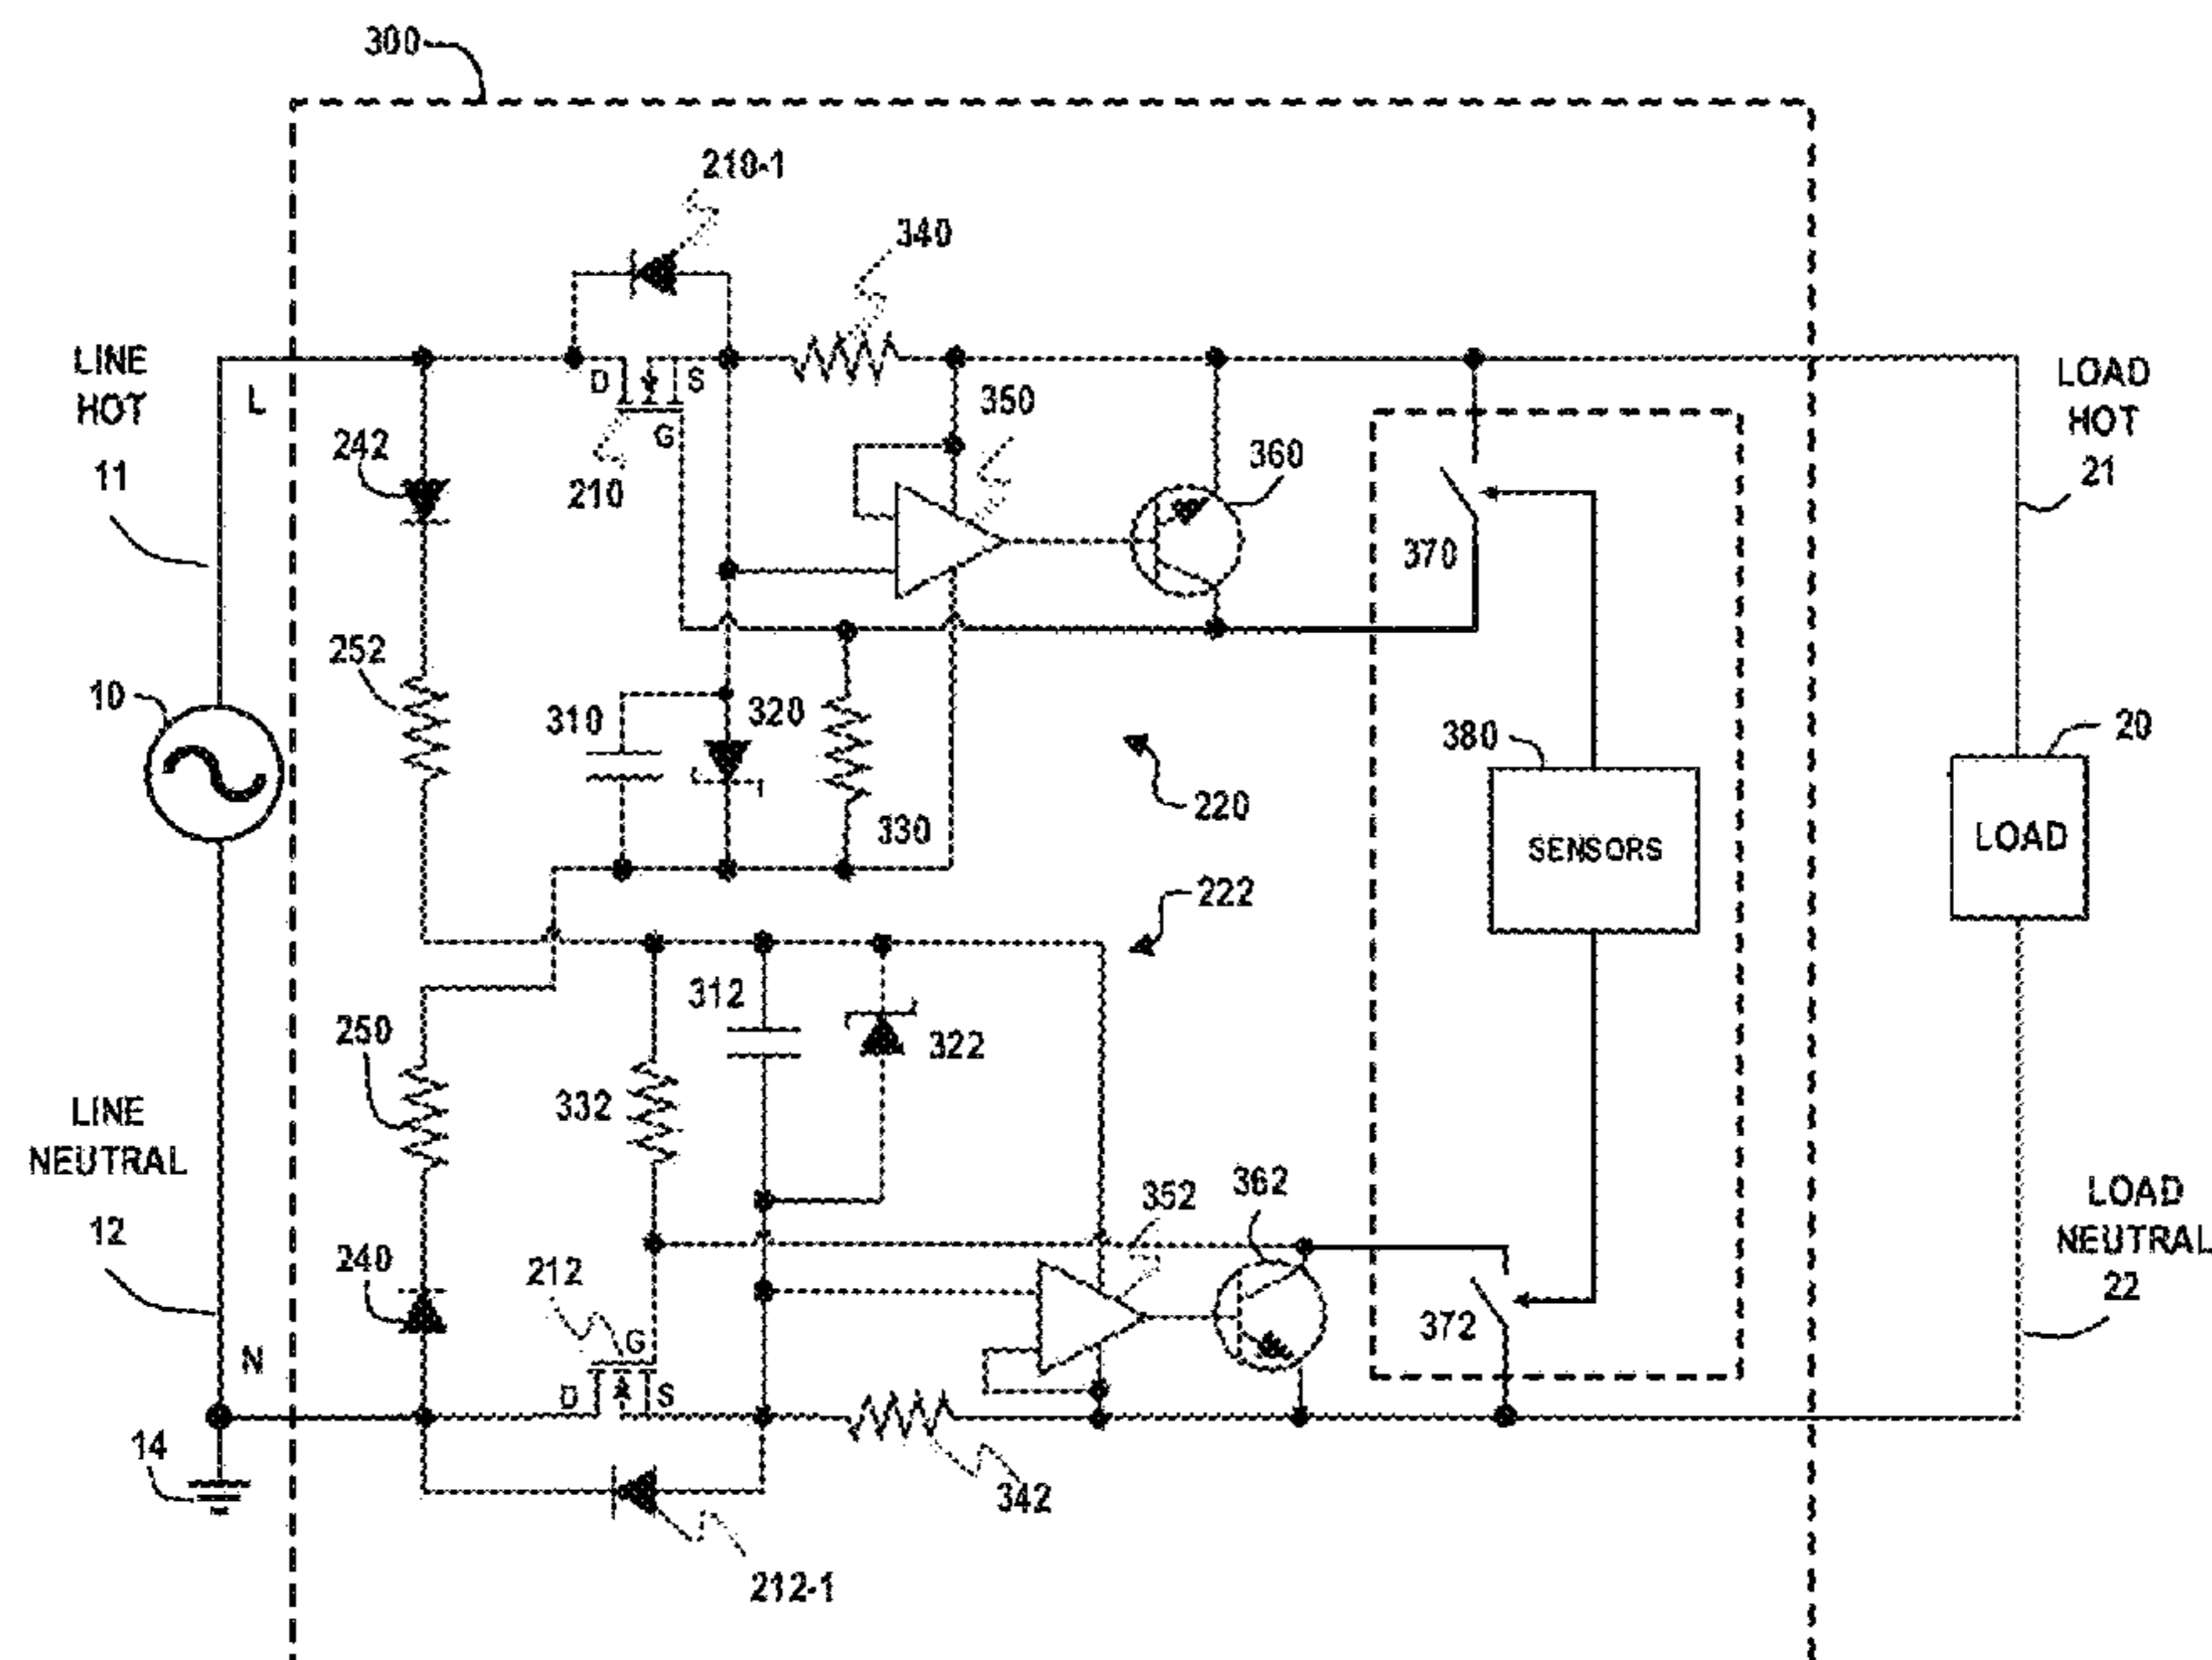 300
210-1
340
LINE
HOT
11
L
D
S
G
210
242
350
360
370
LOAD
HOT
21
252
10
310
320
330
220
380
SENSORS
20
LOAD
222
250
312
322
332
LINE
NEUTRAL
12
240
212
G
D
S
352
362
372
LOAD
NEUTRAL
22
N
14
342
212-1